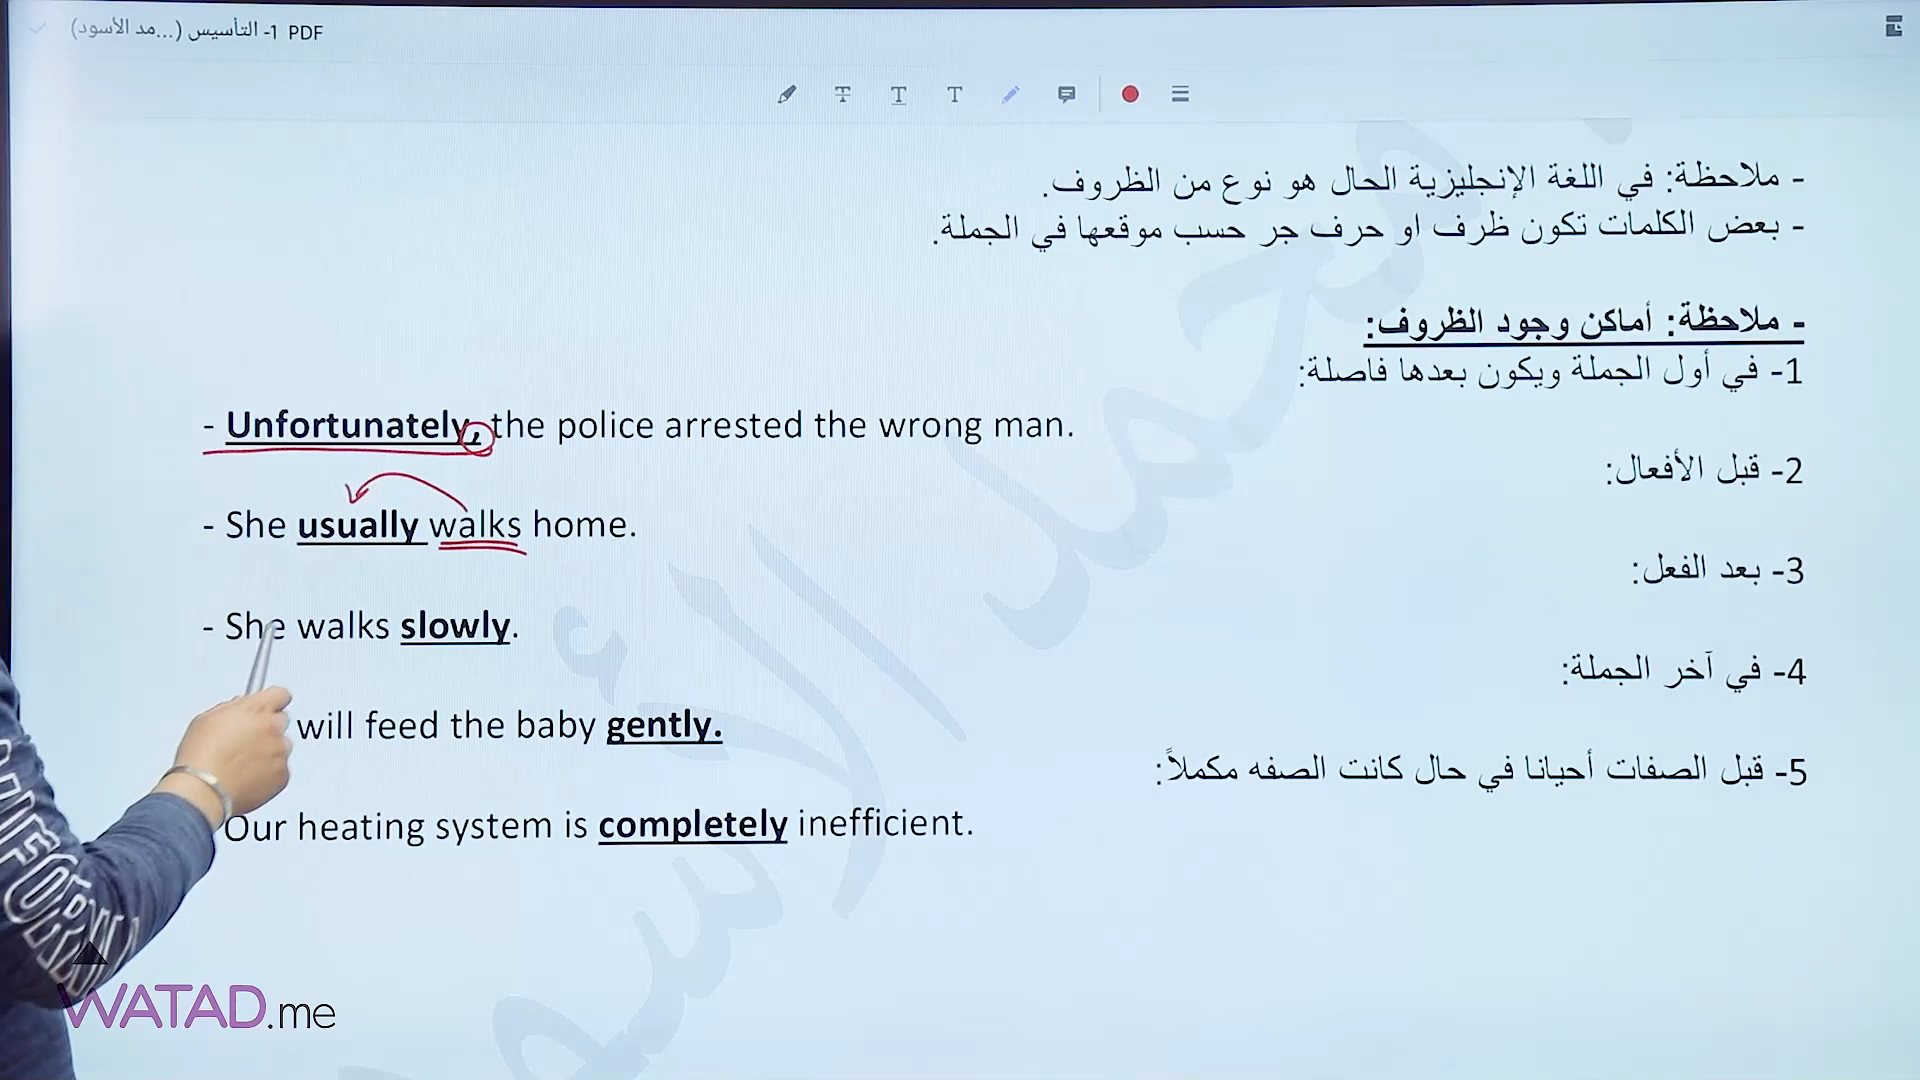 1- التأسيس (...مد الأسود) PDF
- ملاحظة: في اللغة الإنجليزية الحال هو نوع من الظروف.
- بعض الكلمات تكون ظرف او حرف جر حسب موقعها في الجملة.
- ملاحظة: أماكن وجود الظروف:
1- في أول الجملة ويكون بعدها فاصلة:
- Unfortunately, the police arrested the wrong man.
2- قبل الأفعال:
- She usually walks home.
3- بعد الفعل:
- She walks slowly.
4- في آخر الجملة:
will feed the baby gently.
5- قبل الصفات أحيانا في حال كانت الصفه مكملاً:
Our heating system is completely inefficient.
محمد الأسود
WATAD.me